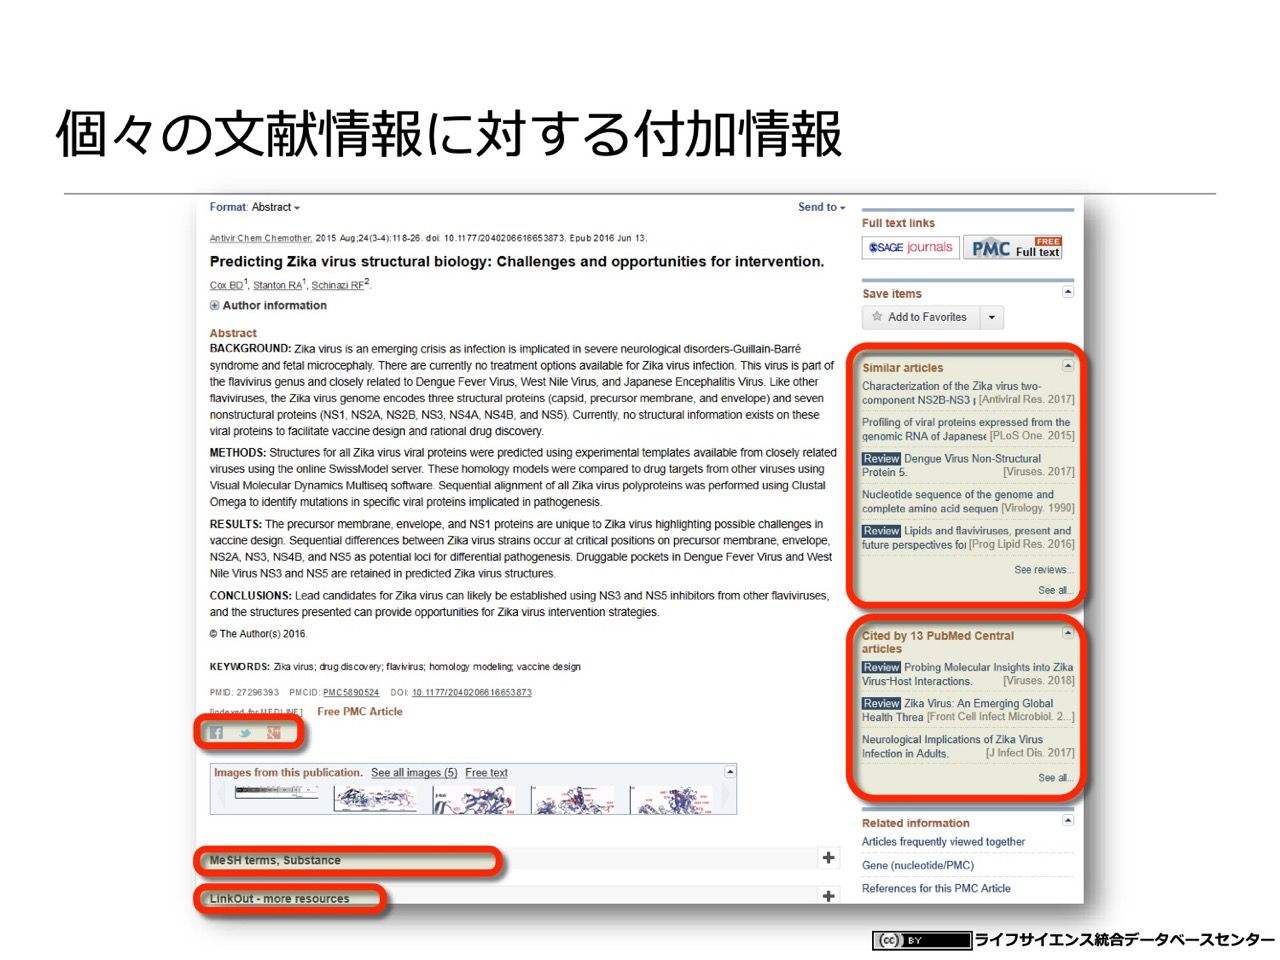 個々の文献情報に対する付加情報
Format: Abstract
Send to
Antivir Chem Chemother. 2015 Aug;24(3-4):118-26. doi: 10.1177/2040206616653873. Epub 2016 Jun 13.
Predicting Zika virus structural biology: Challenges and opportunities for intervention.
Cox BD1, Stanton RA1, Schinazi RF2.
Author information
Abstract
BACKGROUND: Zika virus is an emerging crisis as infection is implicated in severe neurological disorders-Guillain-Barré
syndrome and fetal microcephaly. There are currently no treatment options available for Zika virus infection. This virus is part of
the flavivirus genus and closely related to Dengue Fever Virus, West Nile Virus, and Japanese Encephalitis Virus. Like other
flaviviruses, the Zika virus genome encodes three structural proteins (capsid, precursor membrane, and envelope) and seven
nonstructural proteins (NS1, NS2A, NS2B, NS3, NS4A, NS4B, and NS5). Currently, no structural information exists on these
viral proteins to facilitate vaccine design and rational drug discovery.
METHODS: Structures for all Zika virus viral proteins were predicted using experimental templates available from closely related
viruses using the online SwissModel server. These homology models were compared to drug targets from other viruses using
Visual Molecular Dynamics Multiseq software. Sequential alignment of all Zika virus polyproteins was performed using Clustal
Omega to identify mutations in specific viral proteins implicated in pathogenesis.
RESULTS: The precursor membrane, envelope, and NS1 proteins are unique to Zika virus highlighting possible challenges in
vaccine design. Sequential differences between Zika virus strains occur at critical positions on precursor membrane, envelope,
NS2A, NS3, NS4B, and NS5 as potential loci for differential pathogenesis. Druggable pockets in Dengue Fever Virus and West
Nile Virus NS3 and NS5 are retained in predicted Zika virus structures.
CONCLUSIONS: Lead candidates for Zika virus can likely be established using NS3 and NS5 inhibitors from other flaviviruses,
and the structures presented can provide opportunities for Zika virus intervention strategies.
© The Author(s) 2016.
KEYWORDS: Zika virus; drug discovery; flavivirus; homology modeling; vaccine design
PMID: 27296393 PMCID: PMC5890524 DOI: 10.1177/2040206616653873
[Indexed for MEDLINE] Free PMC Article
Images from this publication. See all images (5) Free text
MeSH terms, Substance
LinkOut - more resources
Full text links
SAGE journals
PMC FREE Full text
Save items
Add to Favorites
Similar articles
Characterization of the Zika virus two-
component NS2B-NS3 [Antiviral Res. 2017]
Profiling of viral proteins expressed from the
genomic RNA of Japanese [PLoS One. 2015]
Review Dengue Virus Non-Structural
Protein 5. [Viruses. 2017]
Nucleotide sequence of the genome and
complete amino acid sequen [Virology. 1990]
Review Lipids and flaviviruses, present and
future perspectives for [Prog Lipid Res. 2016]
See reviews...
See all...
Cited by 13 PubMed Central
articles
Review Probing Molecular Insights into Zika
Virus-Host Interactions. [Viruses. 2018]
Review Zika Virus: An Emerging Global
Health Threa [Front Cell Infect Microbiol. 2...]
Neurological Implications of Zika Virus
Infection in Adults. [J Infect Dis. 2017]
See all...
Related information
Articles frequently viewed together
Gene (nucleotide/PMC)
References for this PMC Article
(cc) BY ライフサイエンス統合データベースセンター